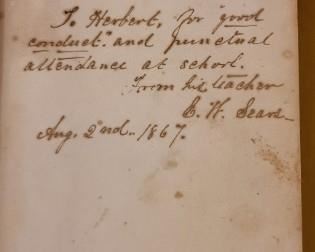 To Herbert, for "good
conduct" and punctual
attendance at school.
From his teacher
E. H. Sears
Aug. 2nd 1867.